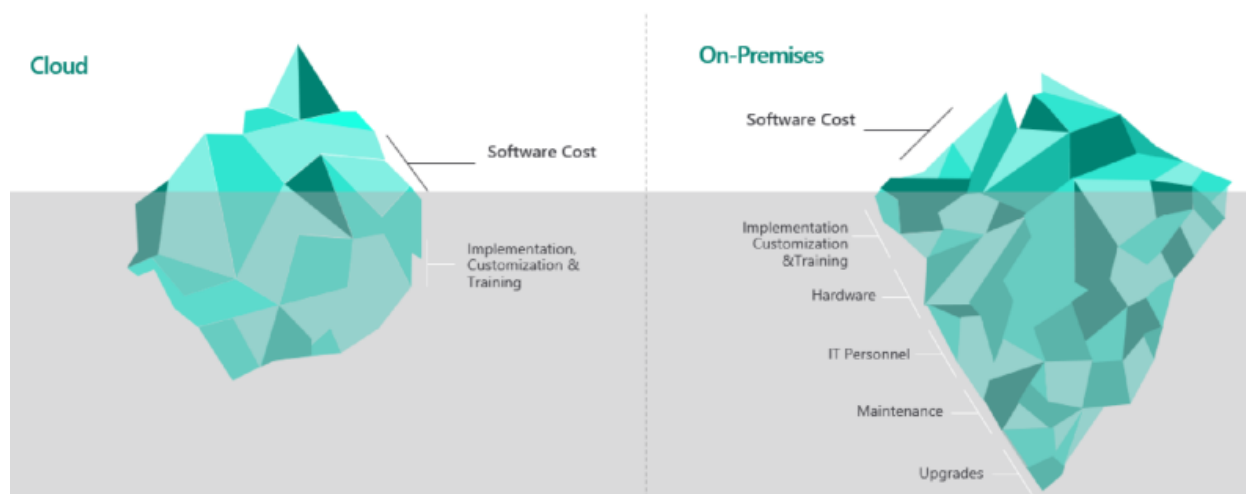 Cloud
Software Cost
Implementation,
Customization &
Training
On-Premises
Software Cost
Implementation
Customization
&Training
Hardware
IT Personnel
Maintenance
Upgrades